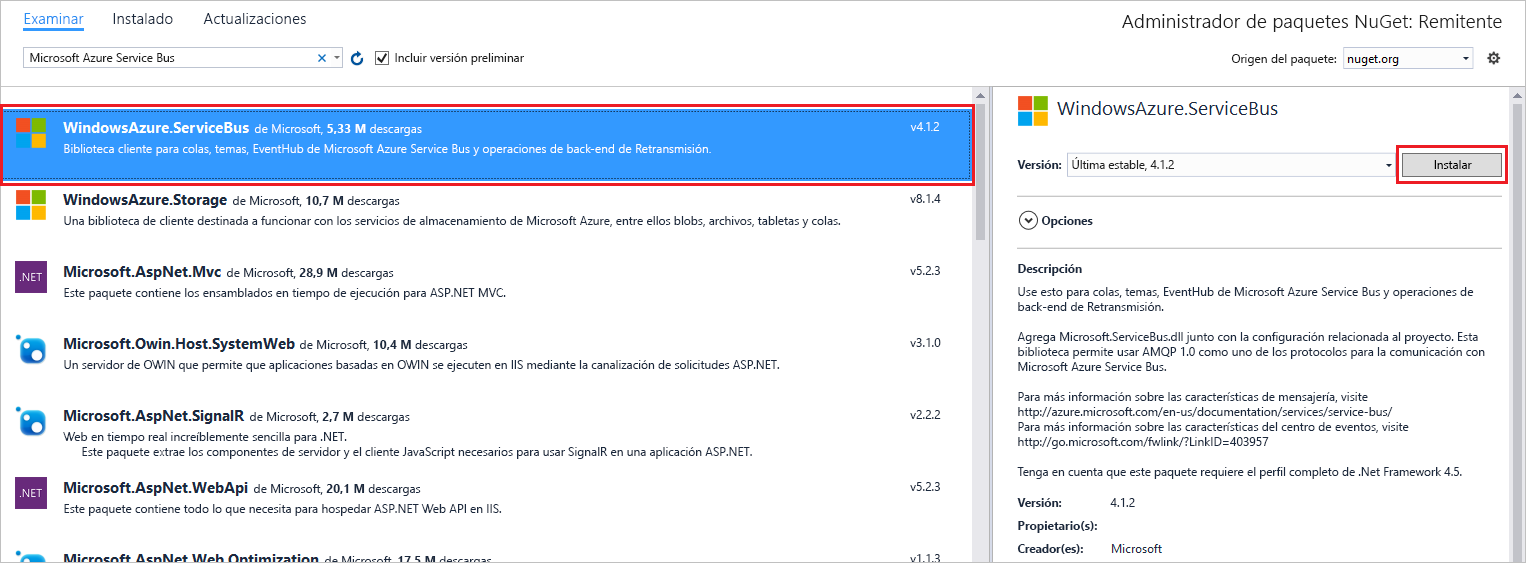 Examinar Instalado Actualizaciones
Administrador de paquetes NuGet: Remitente
Microsoft Azure Service Bus
Incluir versión preliminar
Origen del paquete: nuget.org
WindowsAzure.ServiceBus de Microsoft, 5,33 M descargas v4.1.2
Biblioteca cliente para colas, temas, EventHub de Microsoft Azure Service Bus y operaciones de back-end de Retransmisión.
WindowsAzure.Storage de Microsoft, 10,7 M descargas v8.1.4
Una biblioteca de cliente destinada a funcionar con los servicios de almacenamiento de Microsoft Azure, entre ellos blobs, archivos, tabletas y colas.
.NET
Microsoft.AspNet.Mvc de Microsoft, 28,9 M descargas v5.2.3
Este paquete contiene los ensamblados en tiempo de ejecución para ASP.NET MVC.
Microsoft.Owin.Host.SystemWeb de Microsoft, 10,4 M descargas v3.1.0
Un servidor de OWIN que permite que aplicaciones basadas en OWIN se ejecuten en IIS mediante la canalización de solicitudes ASP.NET.
Microsoft.AspNet.SignalR de Microsoft, 2,7 M descargas v2.2.2
Web en tiempo real increíblemente sencilla para .NET.
Este paquete extrae los componentes de servidor y el cliente JavaScript necesarios para usar SignalR en una aplicación ASP.NET.
.NET
Microsoft.AspNet.WebApi de Microsoft, 20,1 M descargas v5.2.3
Este paquete contiene todo lo que necesita para hospedar ASP.NET Web API en IIS.
Microsoft.AspNet.Web.Optimization de Microsoft, 17,5 M descargas v1.1.3
WindowsAzure.ServiceBus
Versión: Última estable, 4.1.2 Instalar
Opciones
Descripción
Use esto para colas, temas, EventHub de Microsoft Azure Service Bus y operaciones de
back-end de Retransmisión.
Agrega Microsoft.ServiceBus.dll junto con la configuración relacionada al proyecto. Esta
biblioteca permite usar AMQP 1.0 como uno de los protocolos para la comunicación con
Microsoft Azure Service Bus.
Para más información sobre las características de mensajería, visite
http://azure.microsoft.com/en-us/documentation/services/service-bus/
Para más información sobre las características del centro de eventos, visite
http://go.microsoft.com/fwlink/?LinkID=403957
Tenga en cuenta que este paquete requiere el perfil completo de .Net Framework 4.5.
Versión: 4.1.2
Propietario(s):
Creador(es): Microsoft